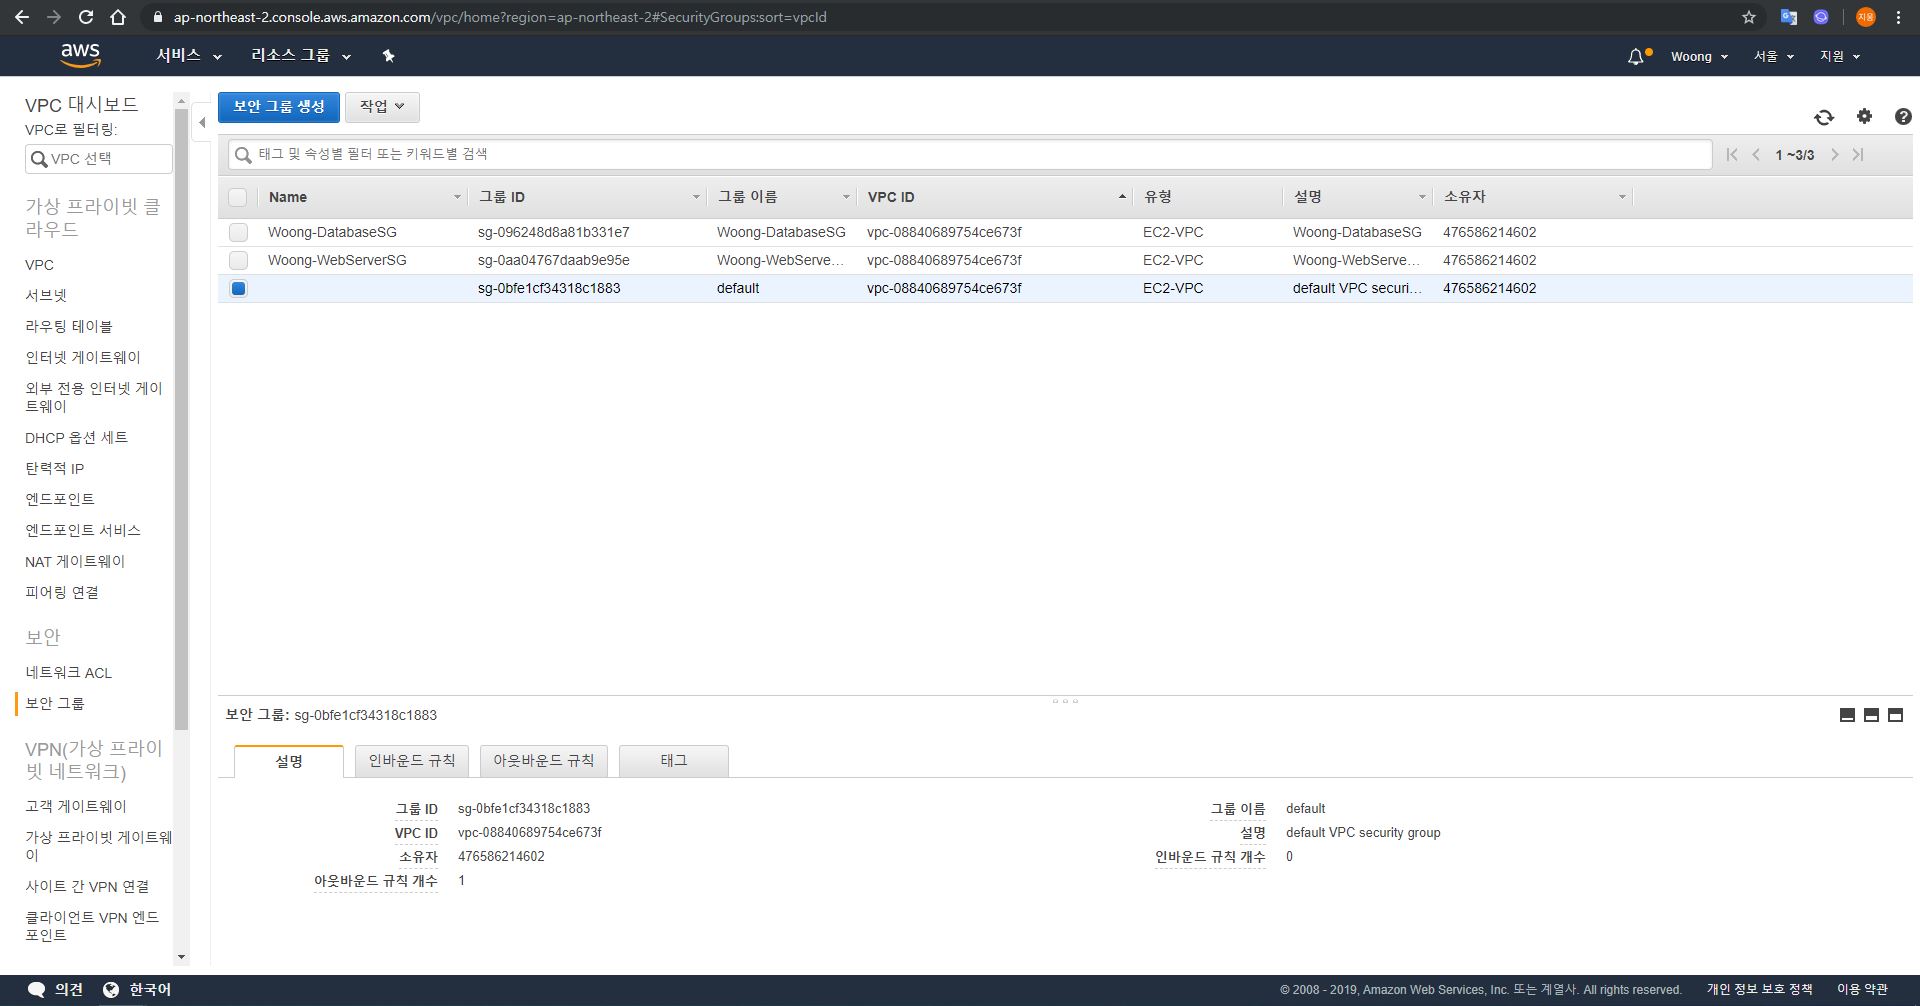 ap-northeast-2.console.aws.amazon.com/vpc/home?region=ap-northeast-2#SecurityGroups:sort=vpcId
지웅
aws 서비스 리소스 그룹 Woong 서울 지원
VPC 대시보드
VPC로 필터링:
VPC 선택
가상 프라이빗 클
라우드
VPC
서브넷
라우팅 테이블
인터넷 게이트웨이
외부 전용 인터넷 게이
트웨이
DHCP 옵션 세트
탄력적 IP
엔드포인트
엔드포인트 서비스
NAT 게이트웨이
피어링 연결
보안
네트워크 ACL
보안 그룹
VPN(가상 프라이
빗 네트워크)
고객 게이트웨이
가상 프라이빗 게이트웨
이
사이트 간 VPN 연결
클라이언트 VPN 엔드
포인트
보안 그룹 생성 작업
태그 및 속성별 필터 또는 키워드별 검색 1 ~3/3
Name 그룹 ID 그룹 이름 VPC ID 유형 설명 소유자
Woong-DatabaseSG sg-096248d8a81b331e7 Woong-DatabaseSG vpc-08840689754ce673f EC2-VPC Woong-DatabaseSG 476586214602
Woong-WebServerSG sg-0aa04767daab9e95e Woong-WebServe… vpc-08840689754ce673f EC2-VPC Woong-WebServe… 476586214602
sg-0bfe1cf34318c1883 default vpc-08840689754ce673f EC2-VPC default VPC securi… 476586214602
보안 그룹: sg-0bfe1cf34318c1883
설명 인바운드 규칙 아웃바운드 규칙 태그
그룹 ID sg-0bfe1cf34318c1883 그룹 이름 default
VPC ID vpc-08840689754ce673f 설명 default VPC security group
소유자 476586214602 인바운드 규칙 개수 0
아웃바운드 규칙 개수 1
의견 한국어 © 2008 - 2019, Amazon Web Services, Inc. 또는 계열사. All rights reserved. 개인 정보 보호 정책 이용 약관